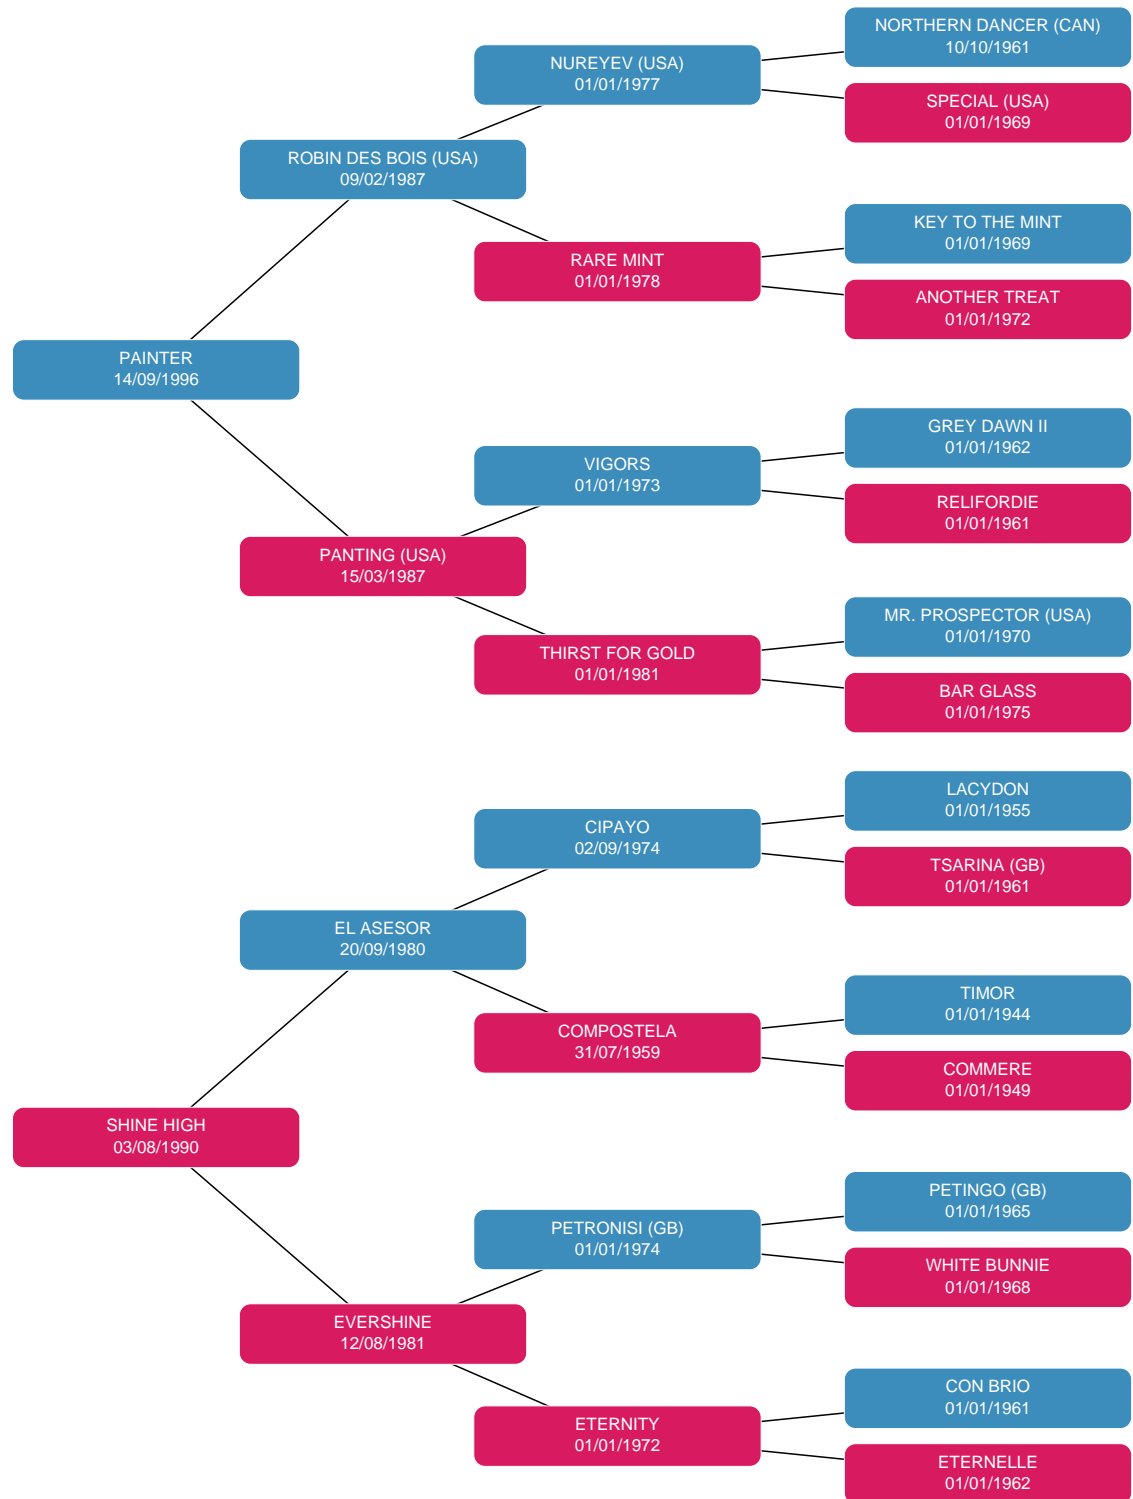 NORTHERN DANCER (CAN)
10/10/1961
NUREYEV (USA)
01/01/1977
SPECIAL (USA)
01/01/1969
ROBIN DES BOIS (USA)
09/02/1987
KEY TO THE MINT
01/01/1969
RARE MINT
01/01/1978
ANOTHER TREAT
01/01/1972
PAINTER
14/09/1996
GREY DAWN II
01/01/1962
VIGORS
01/01/1973
RELIFORDIE
01/01/1961
PANTING (USA)
15/03/1987
MR. PROSPECTOR (USA)
01/01/1970
THIRST FOR GOLD
01/01/1981
BAR GLASS
01/01/1975
LACYDON
01/01/1955
CIPAYO
02/09/1974
TSARINA (GB)
01/01/1961
EL ASESOR
20/09/1980
TIMOR
01/01/1944
COMPOSTELA
31/07/1959
COMMERE
01/01/1949
SHINE HIGH
03/08/1990
PETINGO (GB)
01/01/1965
PETRONISI (GB)
01/01/1974
WHITE BUNNIE
01/01/1968
EVERSHINE
12/08/1981
CON BRIO
01/01/1961
ETERNITY
01/01/1972
ETERNELLE
01/01/1962